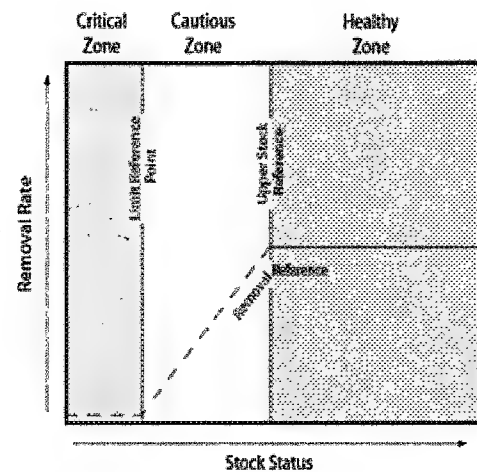 Critical
Zone
Cautious
Zone
Healthy
Zone
Removal Rate
Limit Reference
Point
Upper Stock
Reference
Removal Reference
Stock Status